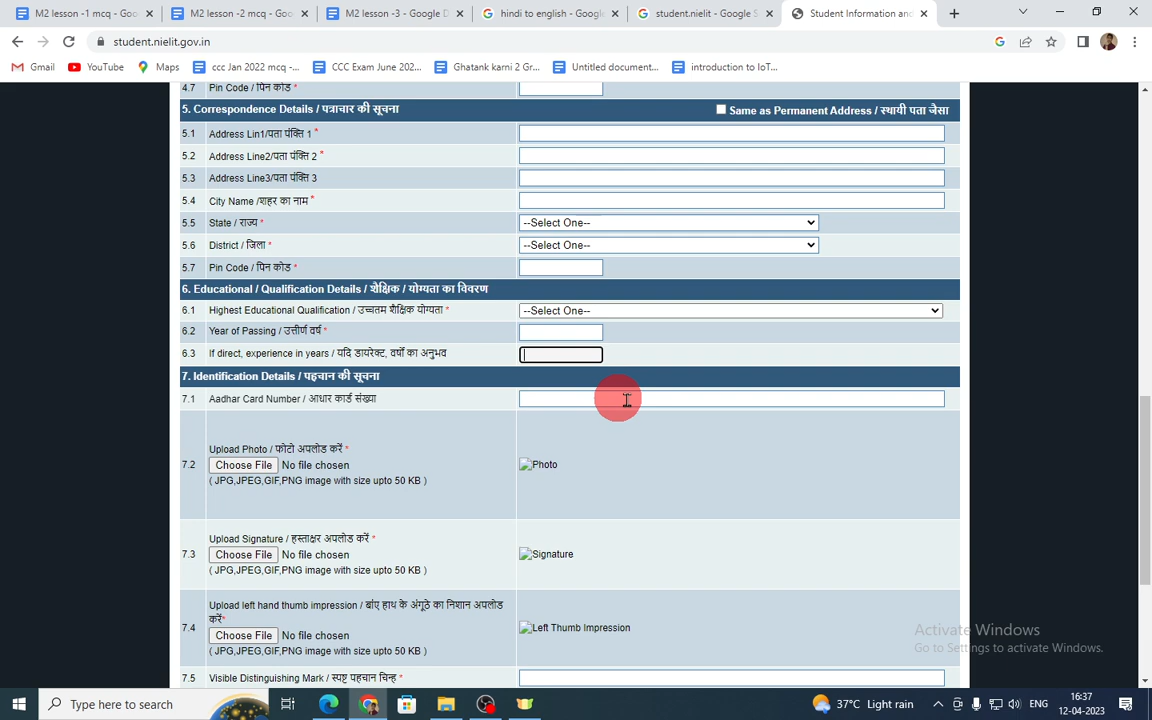 M2 lesson -1 mcq - Goo
M2 lesson -2 mcq - Goo
M2 lesson -3 - Google D
hindi to english - Google
student.nielit - Google S
Student Information and
student.nielit.gov.in
Gmail
YouTube
Maps
ccc Jan 2022 mcq -...
CCC Exam June 202...
Ghatank karni 2 Gr...
Untitled document...
introduction to IoT...
4.7 Pin Code / पिन कोड *
5. Correspondence Details / पत्राचार की सूचना
Same as Permanent Address / स्थायी पता जैसा
5.1 Address Lin1/पता पंक्ति 1 *
5.2 Address Line2/पता पंक्ति 2 *
5.3 Address Line3/पता पंक्ति 3
5.4 City Name /शहर का नाम *
5.5 State / राज्य * --Select One--
5.6 District / जिला * --Select One--
5.7 Pin Code / पिन कोड *
6. Educational / Qualification Details / शैक्षिक / योग्यता का विवरण
6.1 Highest Educational Qualification / उच्चतम शैक्षिक योग्यता * --Select One--
6.2 Year of Passing / उत्तीर्ण वर्ष *
6.3 If direct, experience in years / यदि डायरेक्ट, वर्षों का अनुभव
7. Identification Details / पहचान की सूचना
7.1 Aadhar Card Number / आधार कार्ड संख्या
Upload Photo / फोटो अपलोड करें *
7.2 Choose File No file chosen Photo
( JPG,JPEG,GIF,PNG image with size upto 50 KB )
Upload Signature / हस्ताक्षर अपलोड करें *
7.3 Choose File No file chosen Signature
( JPG,JPEG,GIF,PNG image with size upto 50 KB )
Upload left hand thumb impression / बांए हाथ के अंगूठे का निशान अपलोड
करें*
7.4 Choose File No file chosen Left Thumb Impression
( JPG,JPEG,GIF,PNG image with size upto 50 KB )
7.5 Visible Distinguishing Mark / स्पष्ट पहचान चिन्ह *
Activate Windows
Go to Settings to activate Windows.
Type here to search
37°C Light rain
ENG
16:37
12-04-2023